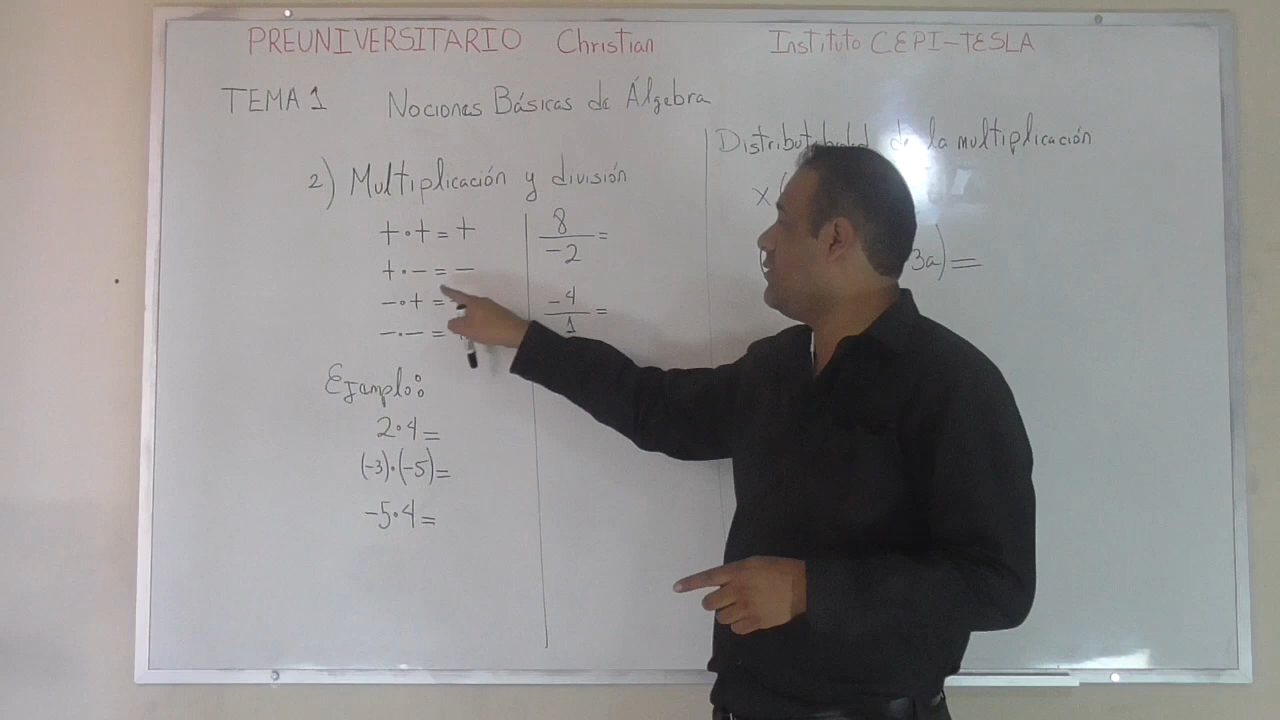 PREUNIVERSITARIO Christian Instituto CEPI-TESLA
TEMA 1 Nociones Básicas de Álgebra
2) Multiplicación y división
+·+=+
+·-=-
-·+=
-·-=
Ejemplo:
2·4=
(-3)·(-5)=
-5·4=
8/-2=
-4/1=
de la multiplicación
x(
3a)=